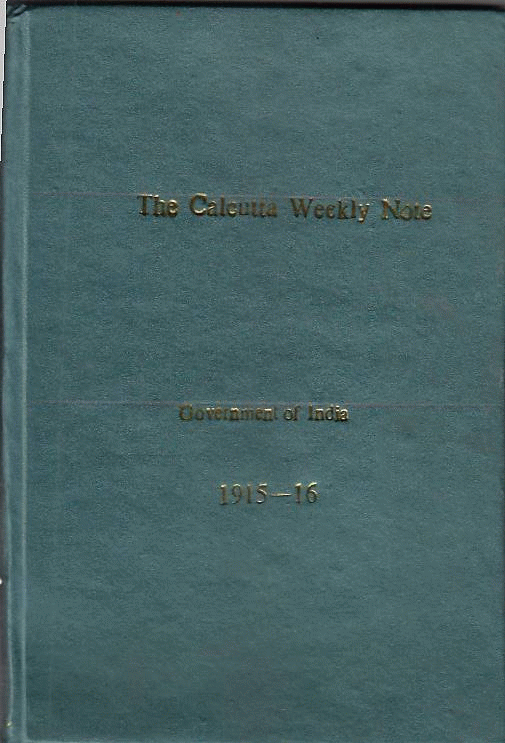 The Calcutta Weekly Note
Government of India
1915—16